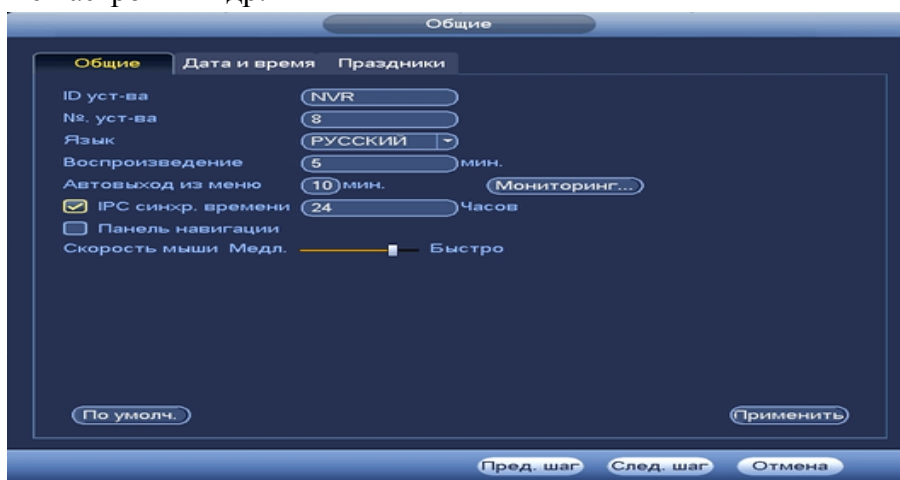 Общие
Общие Дата и время Праздники
ID уст-ва NVR
№. уст-ва 8
Язык РУССКИЙ
Воспроизведение 5 мин.
Автовыход из меню 10 мин. Мониторинг...
IPC синхр. времени 24 Часов
Панель навигации
Скорость мыши Медл. Быстро
По умолч. Применить
Пред. шаг След. шаг Отмена